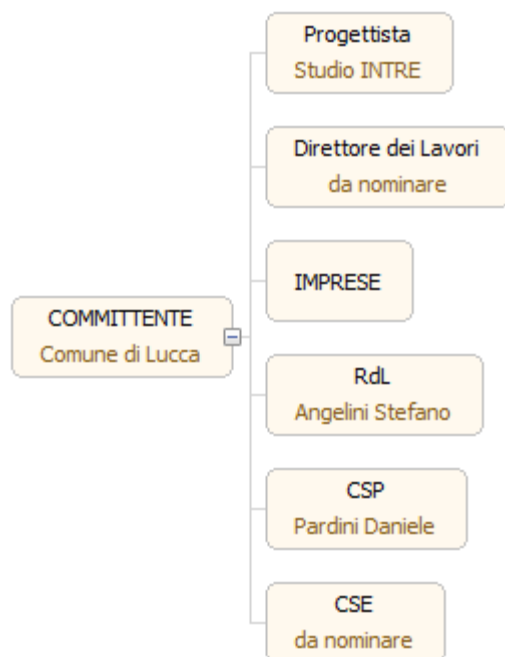 Progettista
Studio INTRE
Direttore dei Lavori
da nominare
IMPRESE
COMMITTENTE
Comune di Lucca
RdL
Angelini Stefano
CSP
Pardini Daniele
CSE
da nominare